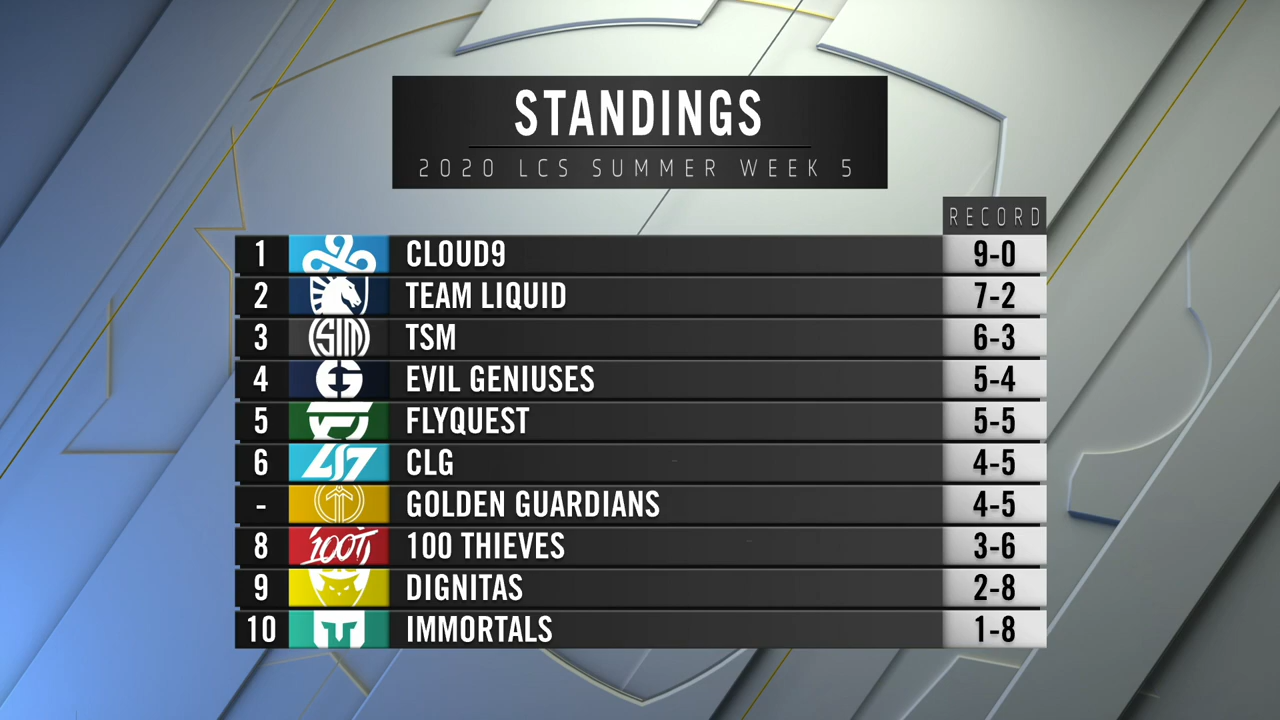 STANDINGS
2020 LCS SUMMER WEEK 5
RECORD
1 CLOUD9 9-0
2 TEAM LIQUID 7-2
3 TSM TSM 6-3
4 EVIL GENIUSES 5-4
5 FLYQUEST 5-5
6 CLG 4-5
- GOLDEN GUARDIANS 4-5
8 100T 100 THIEVES 3-6
9 DIGNITAS 2-8
10 IMMORTALS 1-8